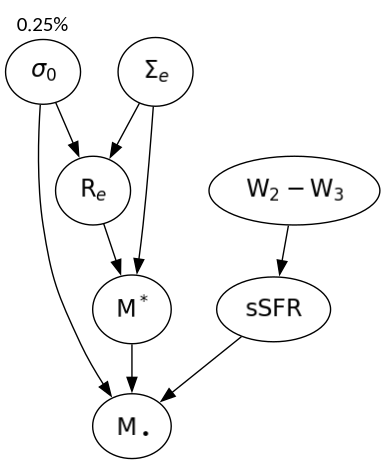 0.25%
σ₀ Σₑ
Rₑ W₂ − W₃
M* sSFR
M•